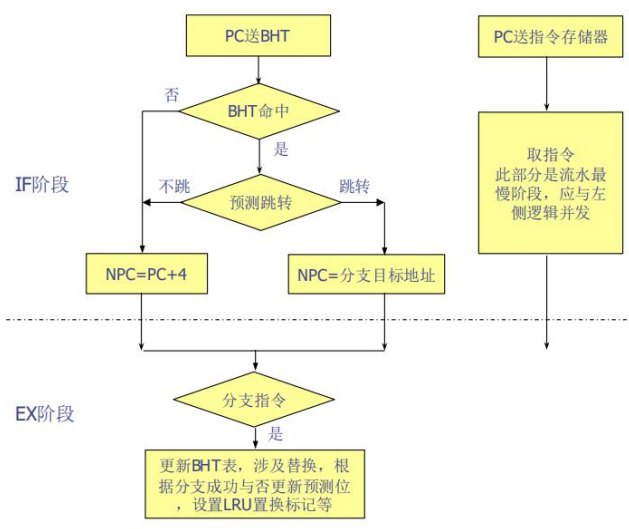 PC送BHT
PC送指令存储器
否
BHT命中
是
取指令
此部分是流水最
慢阶段，应与左
侧逻辑并发
IF阶段
不跳
预测跳转
跳转
NPC=PC+4
NPC=分支目标地址
EX阶段
分支指令
是
更新BHT表，涉及替换，根
据分支成功与否更新预测位
，设置LRU置换标记等